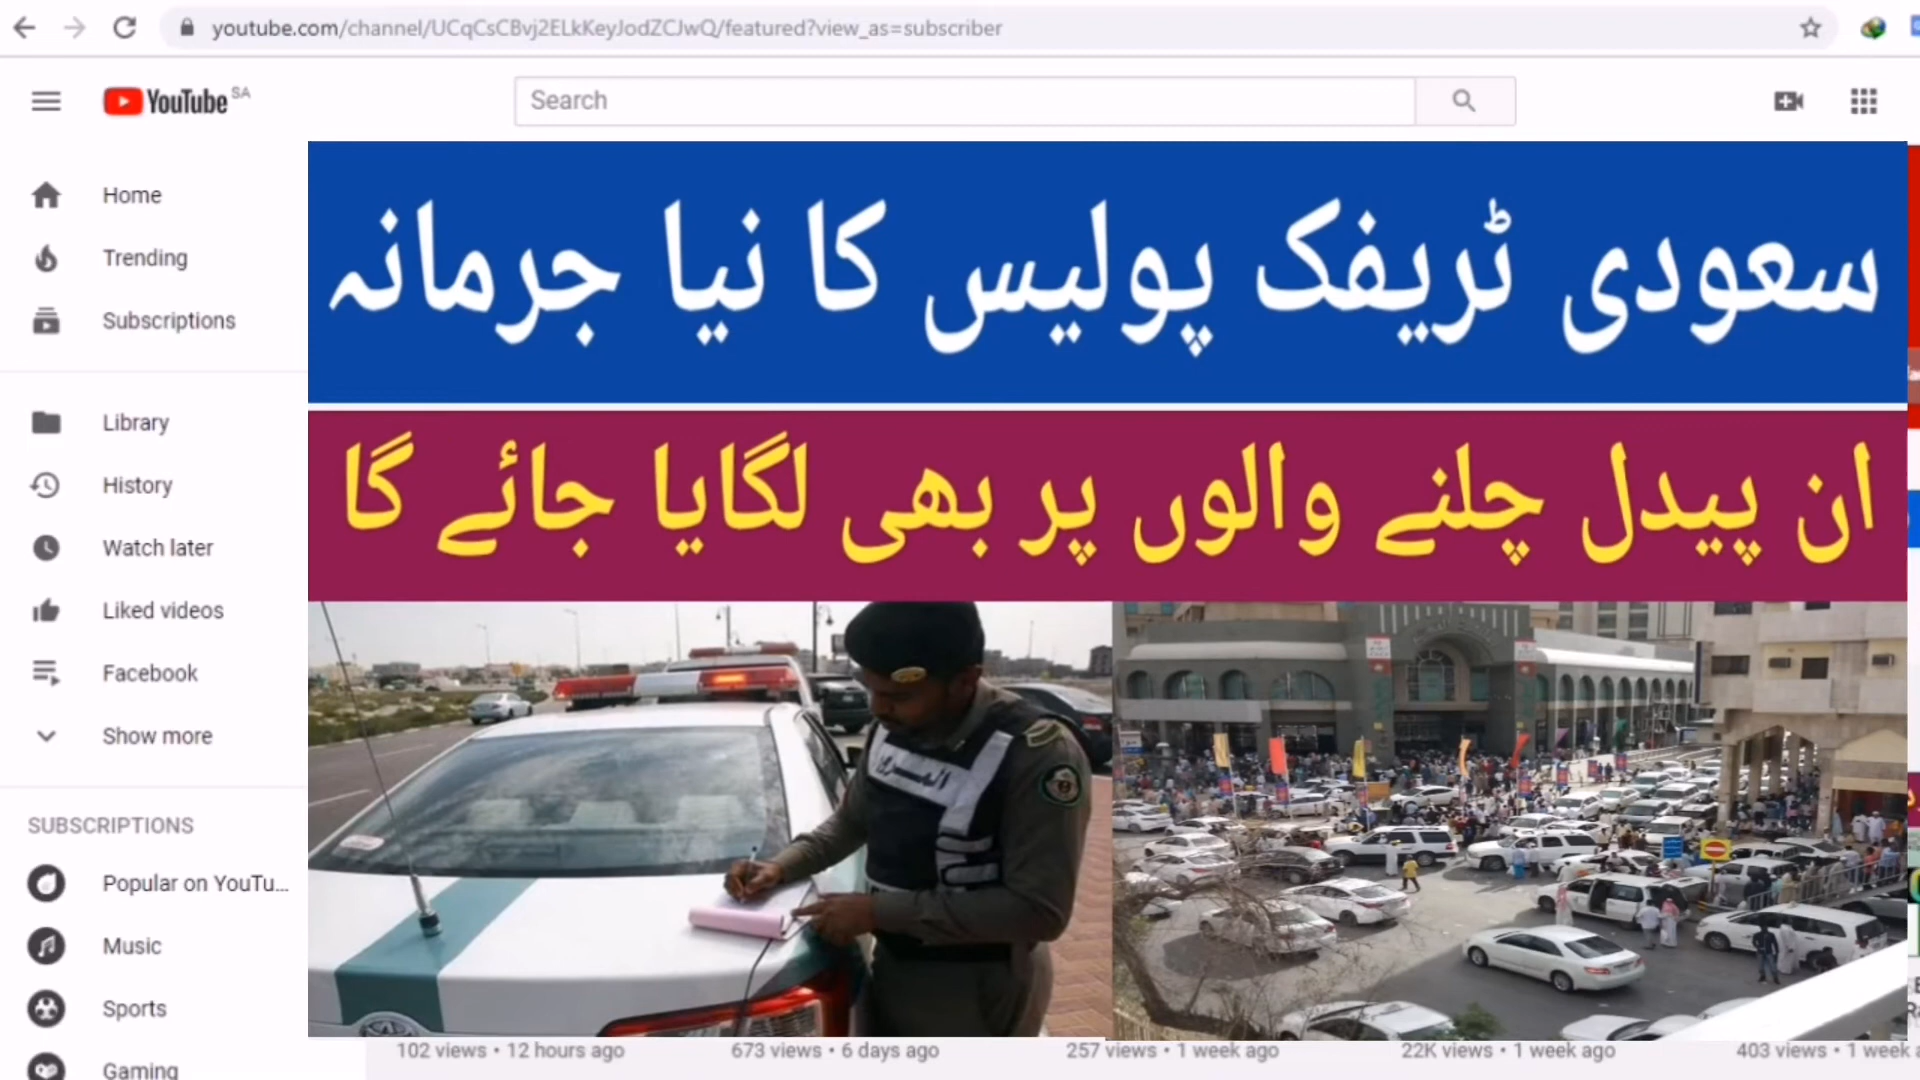 youtube.com/channel/UCqCsCBvj2ELkKeyJodZCJwQ/featured?view_as=subscriber
YouTube SA
Search
Home
Trending
Subscriptions
Library
History
Watch later
Liked videos
Facebook
Show more
SUBSCRIPTIONS
Popular on YouTu...
Music
Sports
Gaming
سعودی ٹریفک پولیس کا نیا جرمانہ
ان پیدل چلنے والوں پر بھی لگایا جائے گا
102 views • 12 hours ago
673 views • 6 days ago
257 views • 1 week ago
22K views • 1 week ago
403 views • 1 week